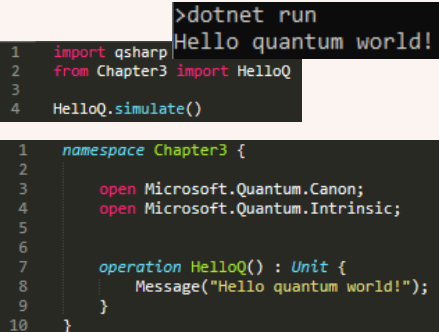 >dotnet run
Hello quantum world!
1 import qsharp
2 from Chapter3 import HelloQ
3
4 HelloQ.simulate()
1 namespace Chapter3 {
2
3 open Microsoft.Quantum.Canon;
4 open Microsoft.Quantum.Intrinsic;
5
6
7 operation HelloQ() : Unit {
8 Message("Hello quantum world!");
9 }
10 }